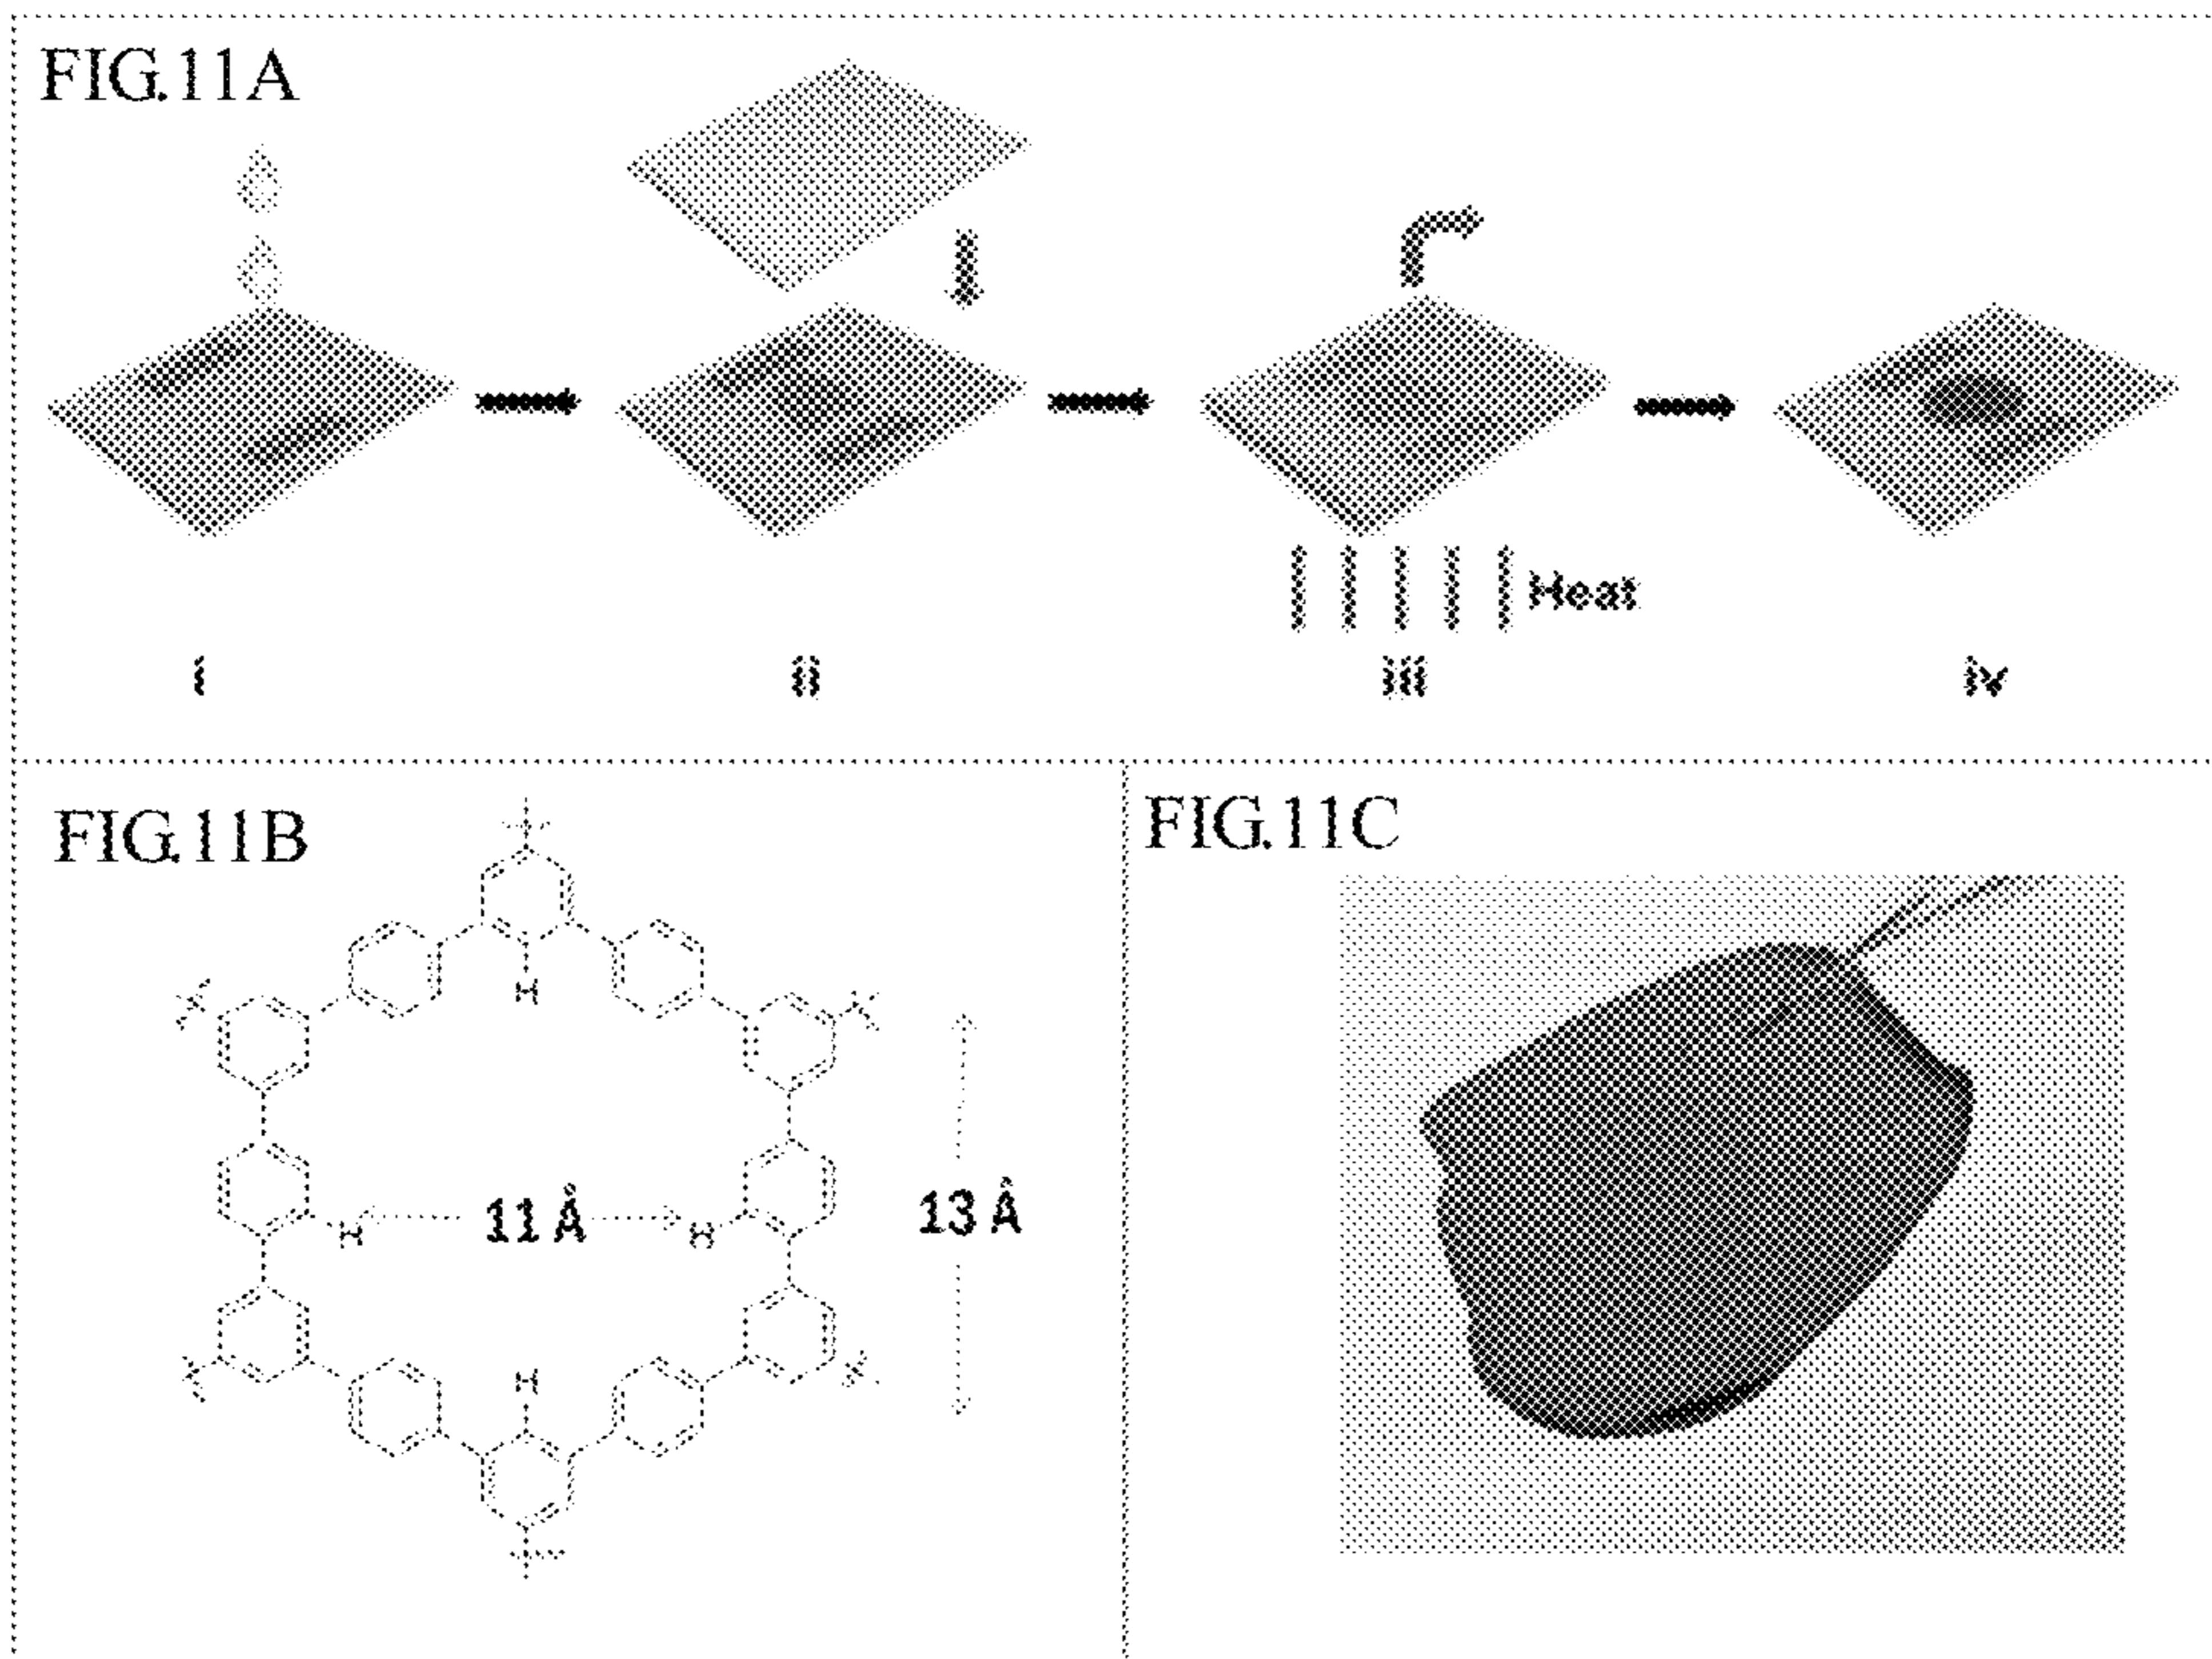 FIG.11A
Heat
i
ii
iii
iv
FIG.11B
H
H
11 Å
H
13 Å
H
FIG.11C